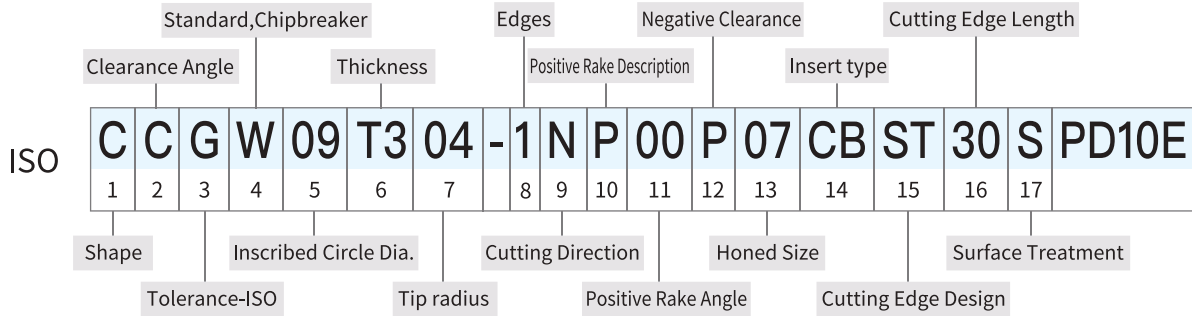 Standard,Chipbreaker Edges Negative Clearance Cutting Edge Length
Clearance Angle Thickness Positive Rake Description Insert type
ISO C C G W 09 T3 04 - 1 N P 00 P 07 CB ST 30 S PD10E
1 2 3 4 5 6 7 8 9 10 11 12 13 14 15 16 17
Shape Inscribed Circle Dia. Cutting Direction Honed Size Surface Treatment
Tolerance-ISO Tip radius Positive Rake Angle Cutting Edge Design